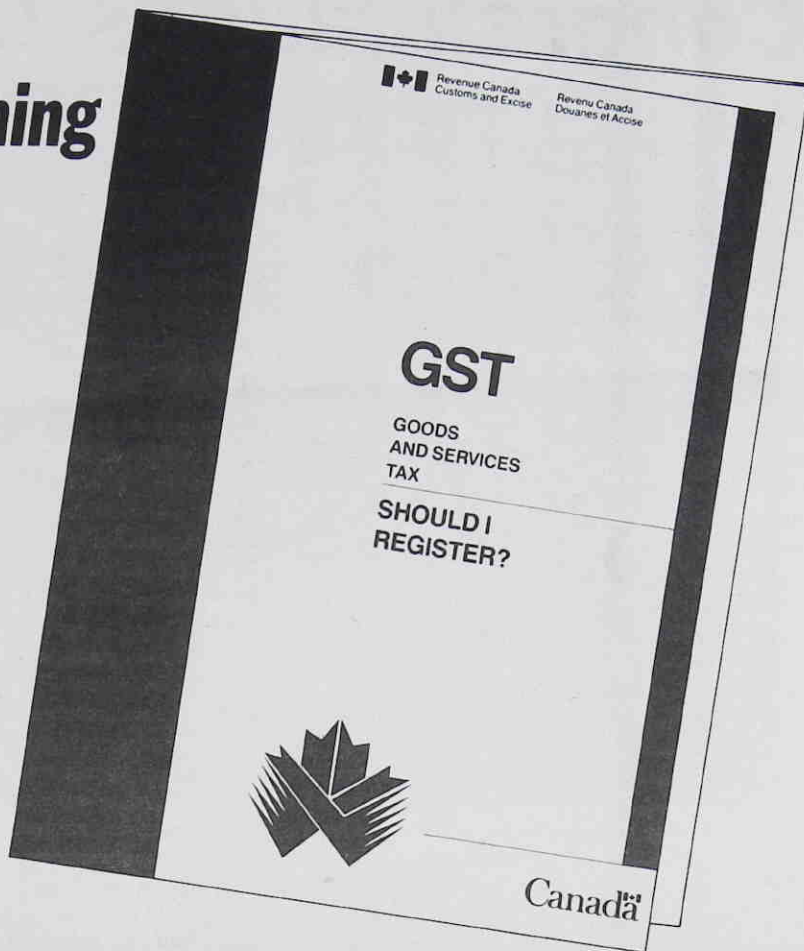 ning
Revenue Canada
Customs and Excise
Revenu Canada
Douanes et Accise
GST
GOODS
AND SERVICES
TAX
SHOULD I
REGISTER?
Canada